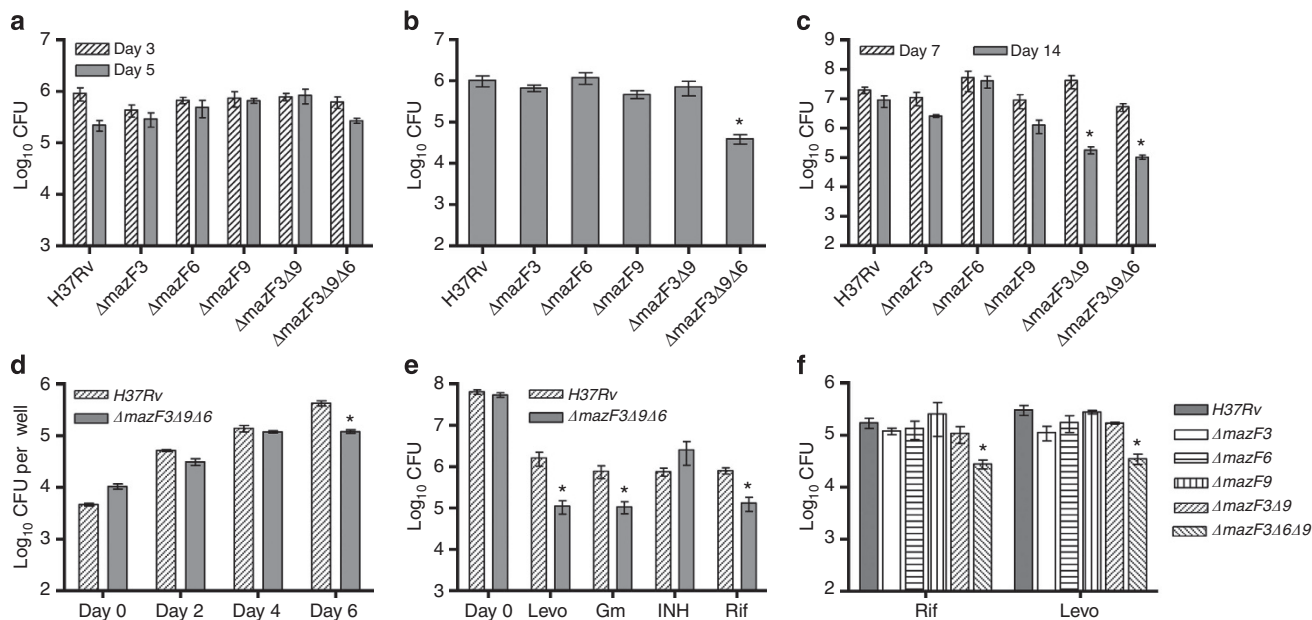 a
7
6
5
4
3
Log10 CFU
Day 3
Day 5
H37Rv
ΔmazF3
ΔmazF6
ΔmazF9
ΔmazF3Δ9
ΔmazF3Δ9Δ6
b
7
6
5
4
3
2
Log10 CFU
*
H37Rv
ΔmazF3
ΔmazF6
ΔmazF9
ΔmazF3Δ9
ΔmazF3Δ9Δ6
c
9
8
7
6
5
4
3
2
Log10 CFU
Day 7 Day 14
* *
H37Rv
ΔmazF3
ΔmazF6
ΔmazF9
ΔmazF3Δ9
ΔmazF3Δ9Δ6
d
6
5
4
3
2
Log10 CFU per well
H37Rv
ΔmazF3Δ9Δ6
*
Day 0 Day 2 Day 4 Day 6
e
8
7
6
5
4
3
Log10 CFU
H37Rv
ΔmazF3Δ9Δ6
* * *
Day 0 Levo Gm INH Rif
f
6
5
4
3
2
Log10 CFU
* *
Rif Levo
H37Rv
ΔmazF3
ΔmazF6
ΔmazF9
ΔmazF3Δ9
ΔmazF3Δ6Δ9